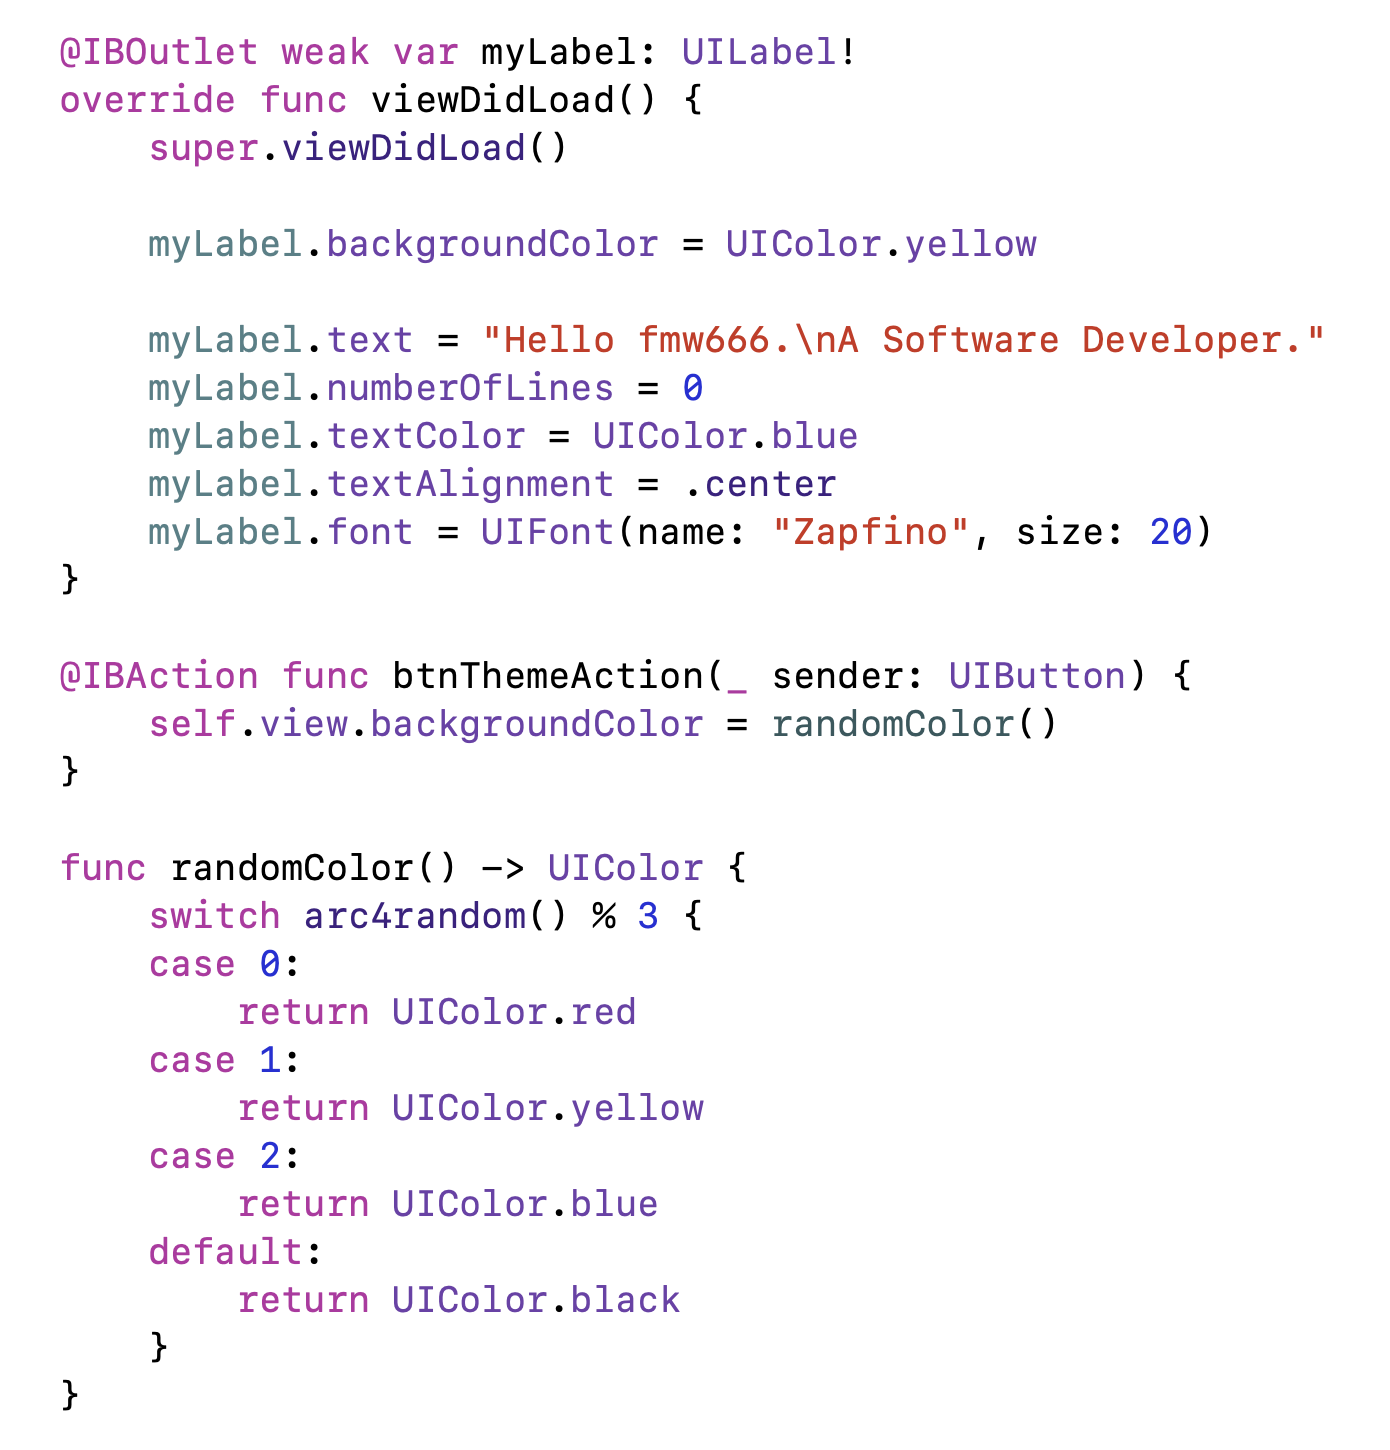 @IBOutlet weak var myLabel: UILabel!
override func viewDidLoad() {
    super.viewDidLoad()

    myLabel.backgroundColor = UIColor.yellow

    myLabel.text = "Hello fmw666.\nA Software Developer."
    myLabel.numberOfLines = 0
    myLabel.textColor = UIColor.blue
    myLabel.textAlignment = .center
    myLabel.font = UIFont(name: "Zapfino", size: 20)
}

@IBAction func btnThemeAction(_ sender: UIButton) {
    self.view.backgroundColor = randomColor()
}

func randomColor() -> UIColor {
    switch arc4random() % 3 {
    case 0:
        return UIColor.red
    case 1:
        return UIColor.yellow
    case 2:
        return UIColor.blue
    default:
        return UIColor.black
    }
}